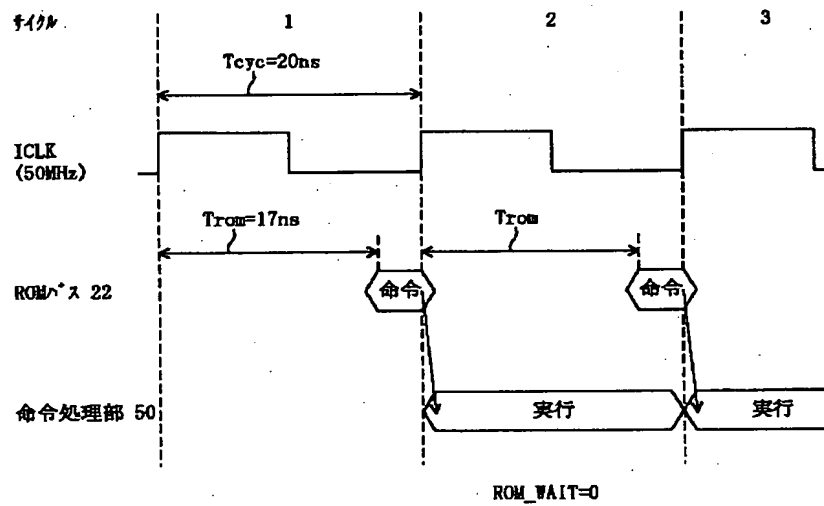 サイクル 1 2 3
Tcyc=20ns
ICLK
(50MHz)
Trom=17ns Trom
ROMバス 22 命令 命令
命令処理部 50 実行 実行
ROM_WAIT=0